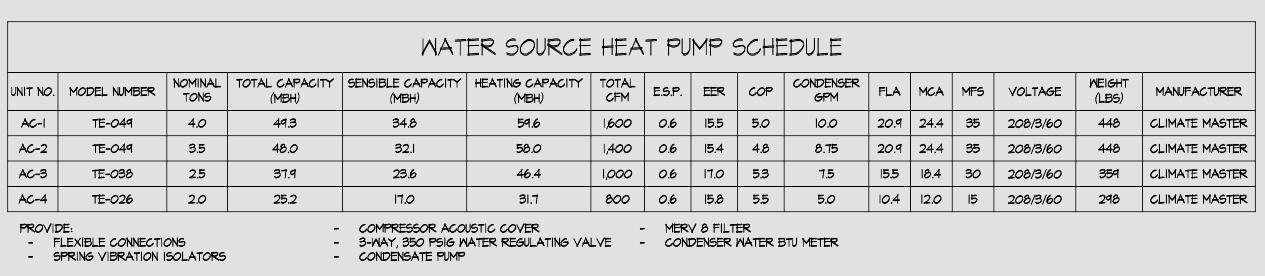 WATER SOURCE HEAT PUMP SCHEDULE
UNIT NO. MODEL NUMBER NOMINAL TONS TOTAL CAPACITY (MBH) SENSIBLE CAPACITY (MBH) HEATING CAPACITY (MBH) TOTAL CFM E.S.P. EER COP CONDENSER GPM FLA MCA MFS VOLTAGE WEIGHT (LBS) MANUFACTURER
AC-1 TE-049 4.0 49.3 34.8 59.6 1,600 0.6 15.5 5.0 10.0 20.9 24.4 35 208/3/60 448 CLIMATE MASTER
AC-2 TE-049 3.5 48.0 32.1 58.0 1,400 0.6 15.4 4.8 8.75 20.9 24.4 35 208/3/60 448 CLIMATE MASTER
AC-3 TE-038 2.5 37.9 23.6 46.4 1,000 0.6 17.0 5.3 7.5 15.5 18.4 30 208/3/60 359 CLIMATE MASTER
AC-4 TE-026 2.0 25.2 17.0 31.7 800 0.6 15.8 5.5 5.0 10.4 12.0 15 208/3/60 298 CLIMATE MASTER
PROVIDE:
- FLEXIBLE CONNECTIONS
- SPRING VIBRATION ISOLATORS
- COMPRESSOR ACOUSTIC COVER
- 3-WAY, 350 PSIG WATER REGULATING VALVE
- CONDENSATE PUMP
- MERV 8 FILTER
- CONDENSER WATER BTU METER